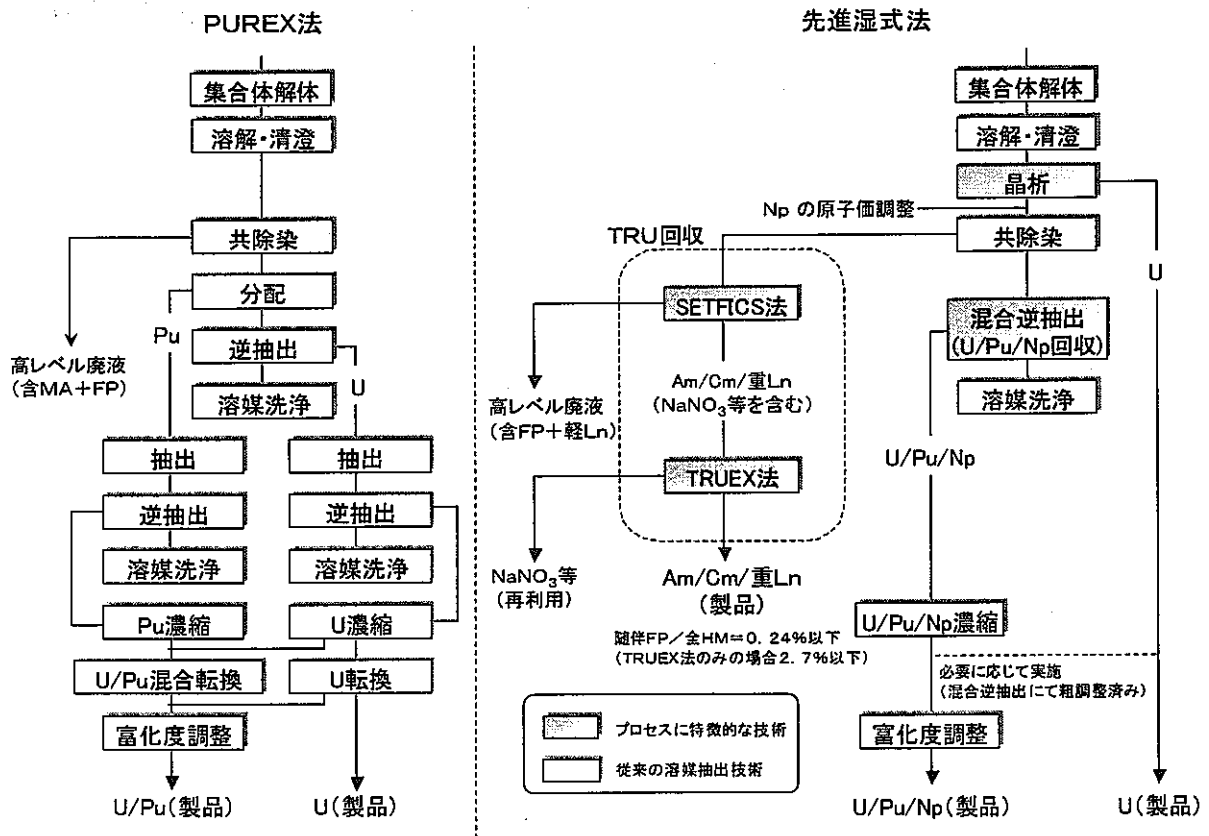 PUREX法
集合体解体
溶解・清澄
共除染
分配
Pu
逆抽出
U
高レベル廃液
(含MA+FP)
溶媒洗浄
抽出
抽出
逆抽出
逆抽出
溶媒洗浄
溶媒洗浄
Pu濃縮
U濃縮
U/Pu混合転換
U転換
富化度調整
U/Pu(製品)
U(製品)
先進湿式法
集合体解体
溶解・清澄
晶析
Np の原子価調整
共除染
TRU回収
U
SETFICS法
混合逆抽出
(U/Pu/Np回収)
Am/Cm/重Ln
(NaNO₃等を含む)
溶媒洗浄
高レベル廃液
(含FP+軽Ln)
U/Pu/Np
TRUEX法
NaNO₃等
(再利用)
Am/Cm/重Ln
(製品)
随伴FP/全HM=0. 24%以下
(TRUEX法のみの場合2. 7%以下)
U/Pu/Np濃縮
必要に応じて実施
(混合逆抽出にて粗調整済み)
プロセスに特徴的な技術
従来の溶媒抽出技術
富化度調整
U/Pu/Np(製品)
U(製品)